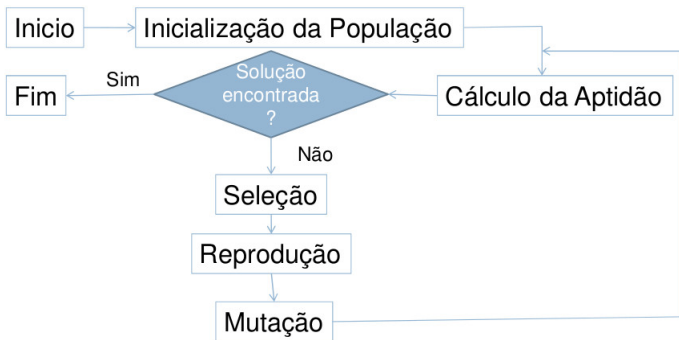 Inicio
Inicialização da População
Fim
Sim
Solução
encontrada
?
Cálculo da Aptidão
Não
Seleção
Reprodução
Mutação